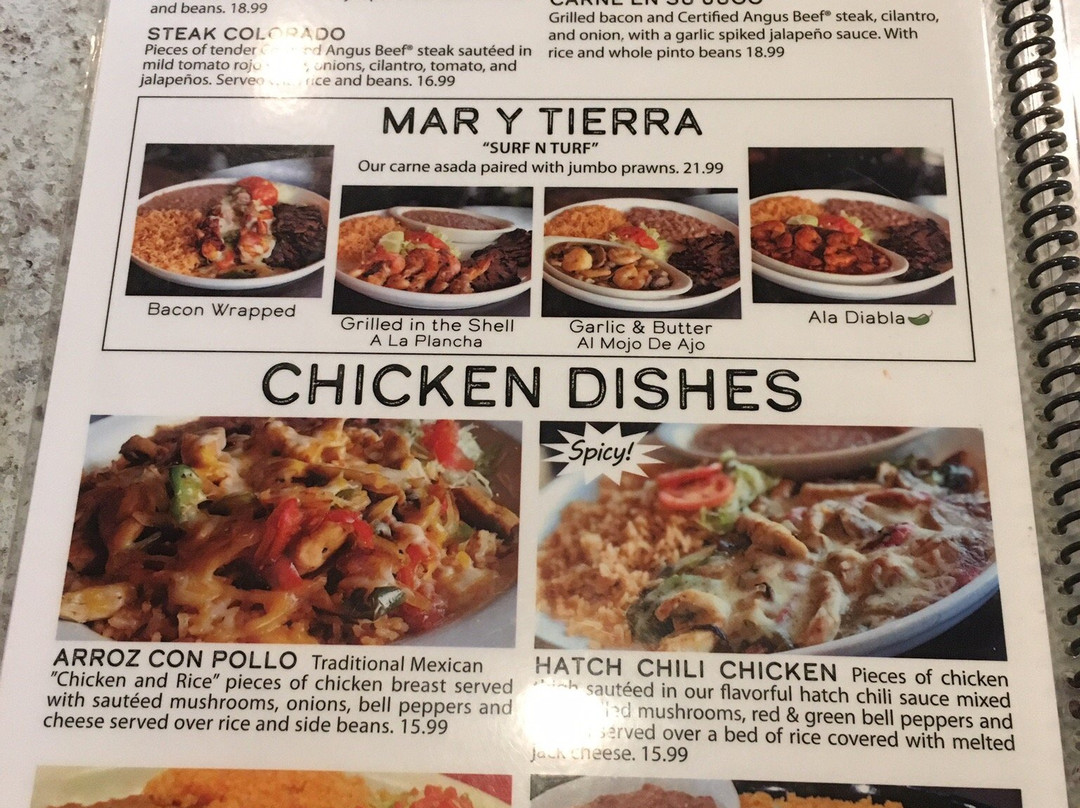 and beans. 18.99
STEAK COLORADO
Pieces of tender Certified Angus Beef® steak sautéed in
mild tomato rojo onions, cilantro, tomato, and
jalapeños. Served with rice and beans. 16.99
CARNE EN SU JUGO
Grilled bacon and Certified Angus Beef® steak, cilantro,
and onion, with a garlic spiked jalapeño sauce. With
rice and whole pinto beans 18.99
MAR Y TIERRA
"SURF N TURF"
Our carne asada paired with jumbo prawns. 21.99
Bacon Wrapped
Grilled in the Shell
A La Plancha
Garlic & Butter
Al Mojo De Ajo
Ala Diabla
CHICKEN DISHES
Spicy!
ARROZ CON POLLO Traditional Mexican
"Chicken and Rice" pieces of chicken breast served
with sautéed mushrooms, onions, bell peppers and
cheese served over rice and side beans. 15.99
HATCH CHILI CHICKEN Pieces of chicken
thigh sautéed in our flavorful hatch chili sauce mixed
mushrooms, red & green bell peppers and
served over a bed of rice covered with melted
jack cheese. 15.99